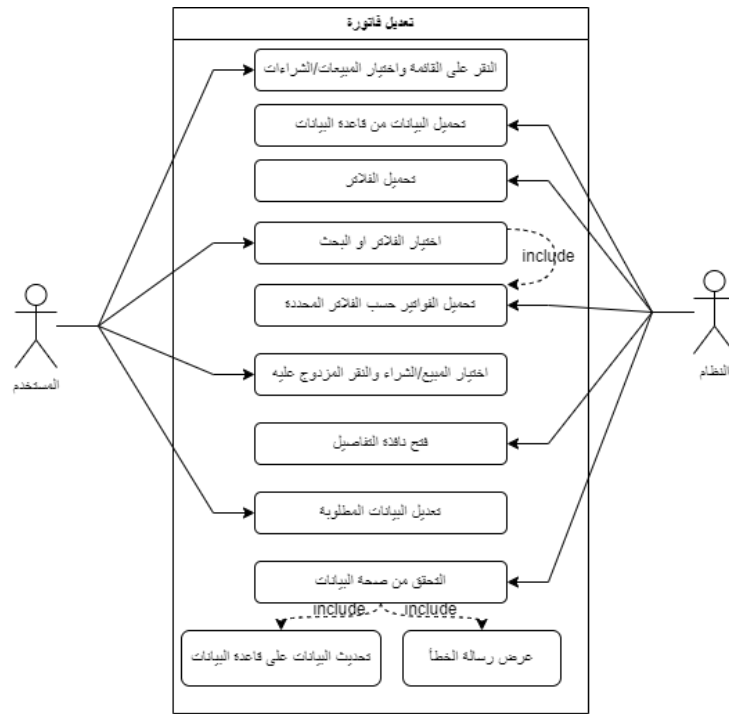 تعديل فاتورة
النقر على القائمة واختيار المبيعات/الشراءات
تحميل البيانات من قاعدة البيانات
تحميل الفلاتر
اختيار الفلاتر او البحث
include
تحميل الفواتير حسب الفلاتر المحددة
المستخدم
النظام
اختيار المبيع/الشراء والنقر المزدوج عليه
فتح نافذة التفاصيل
تعديل البيانات المطلوبة
التحقق من صحة البيانات
include
include
تحديث البيانات على قاعدة البيانات
عرض رسالة الخطأ